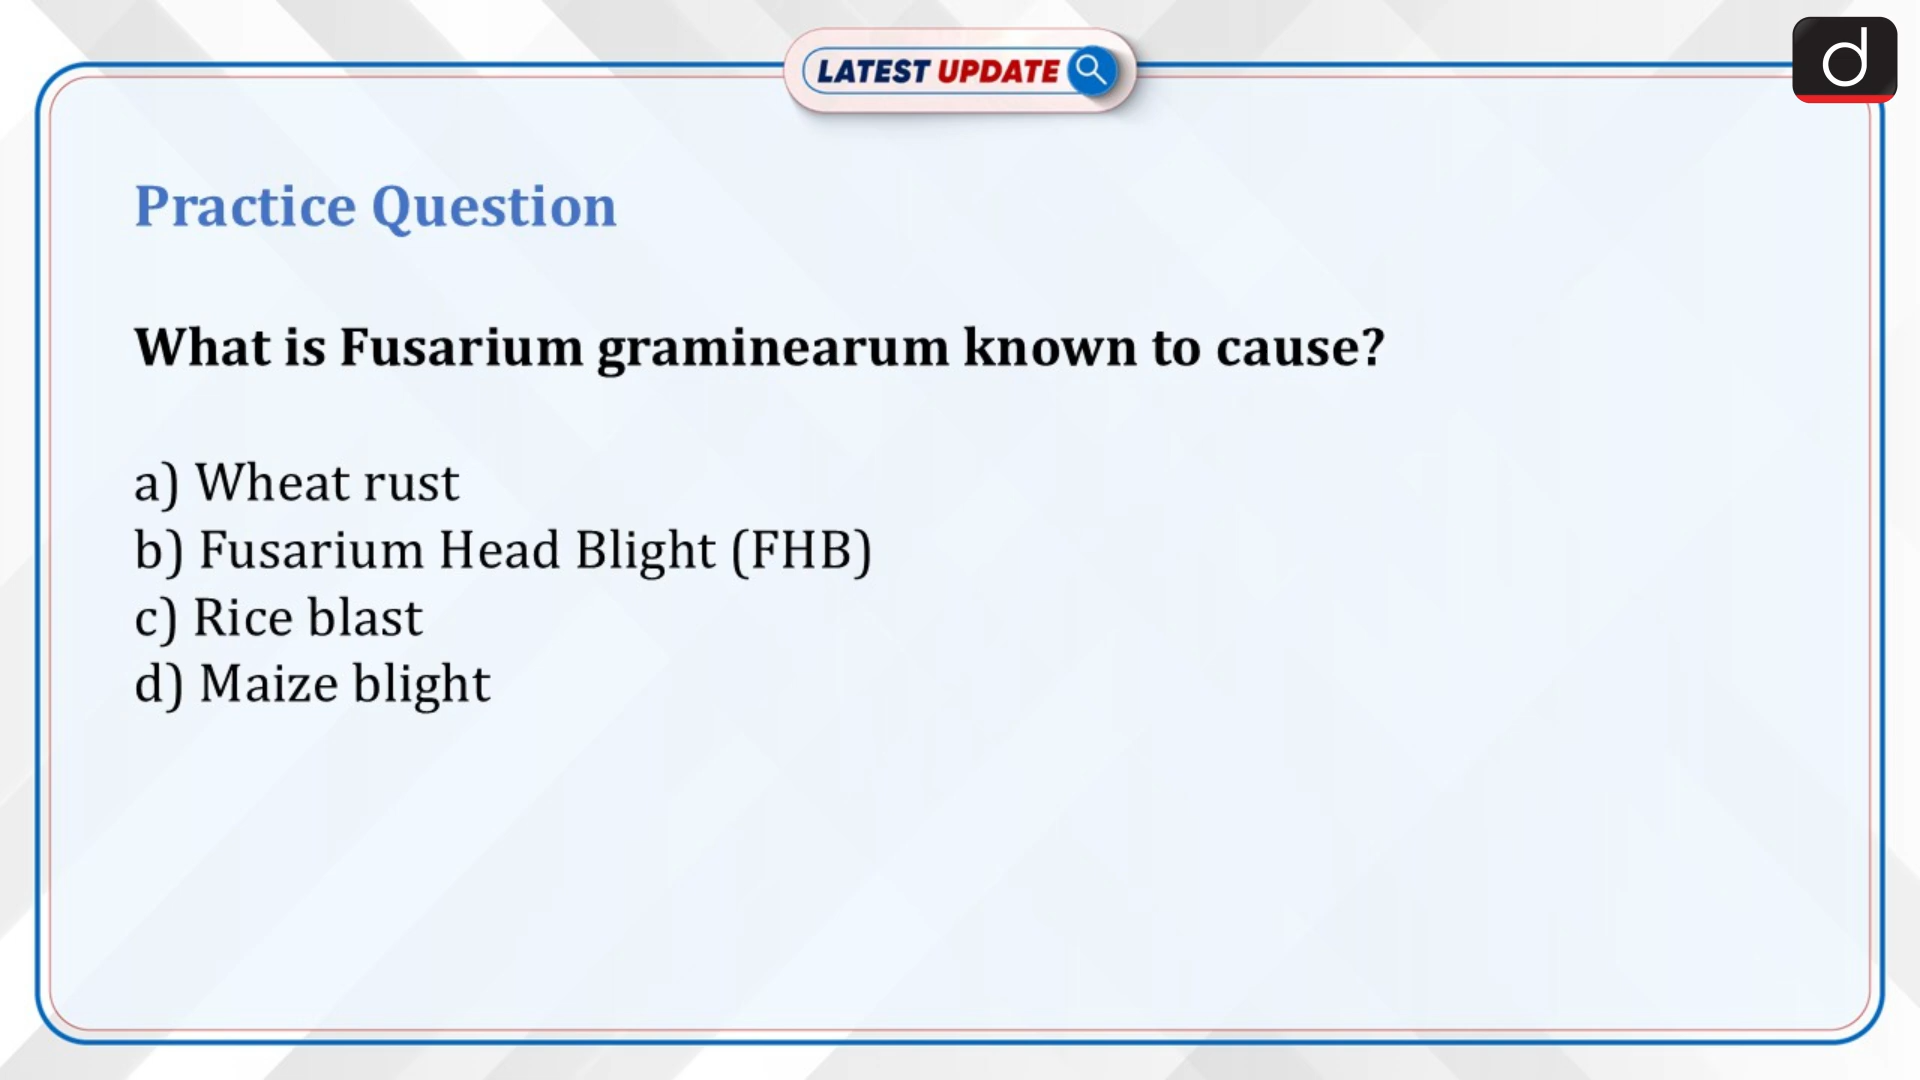 LATEST UPDATE
d
Practice Question
What is Fusarium graminearum known to cause?
a) Wheat rust
b) Fusarium Head Blight (FHB)
c) Rice blast
d) Maize blight